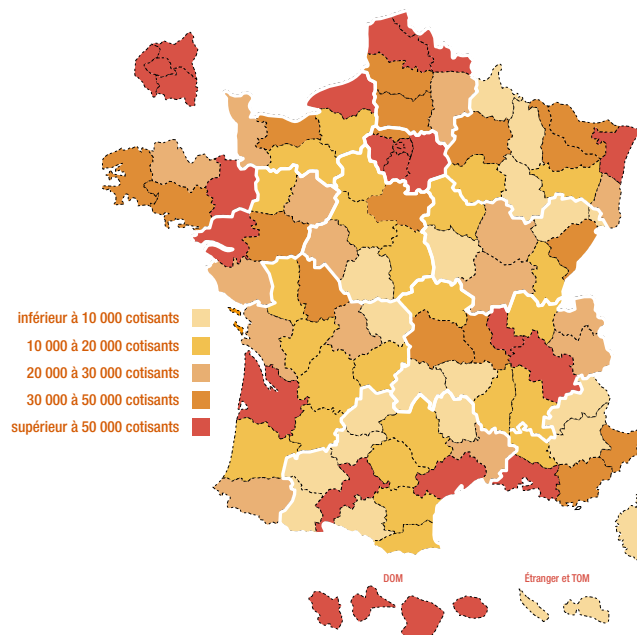 inférieur à 10 000 cotisants
10 000 à 20 000 cotisants
20 000 à 30 000 cotisants
30 000 à 50 000 cotisants
supérieur à 50 000 cotisants
DOM
Étranger et TOM